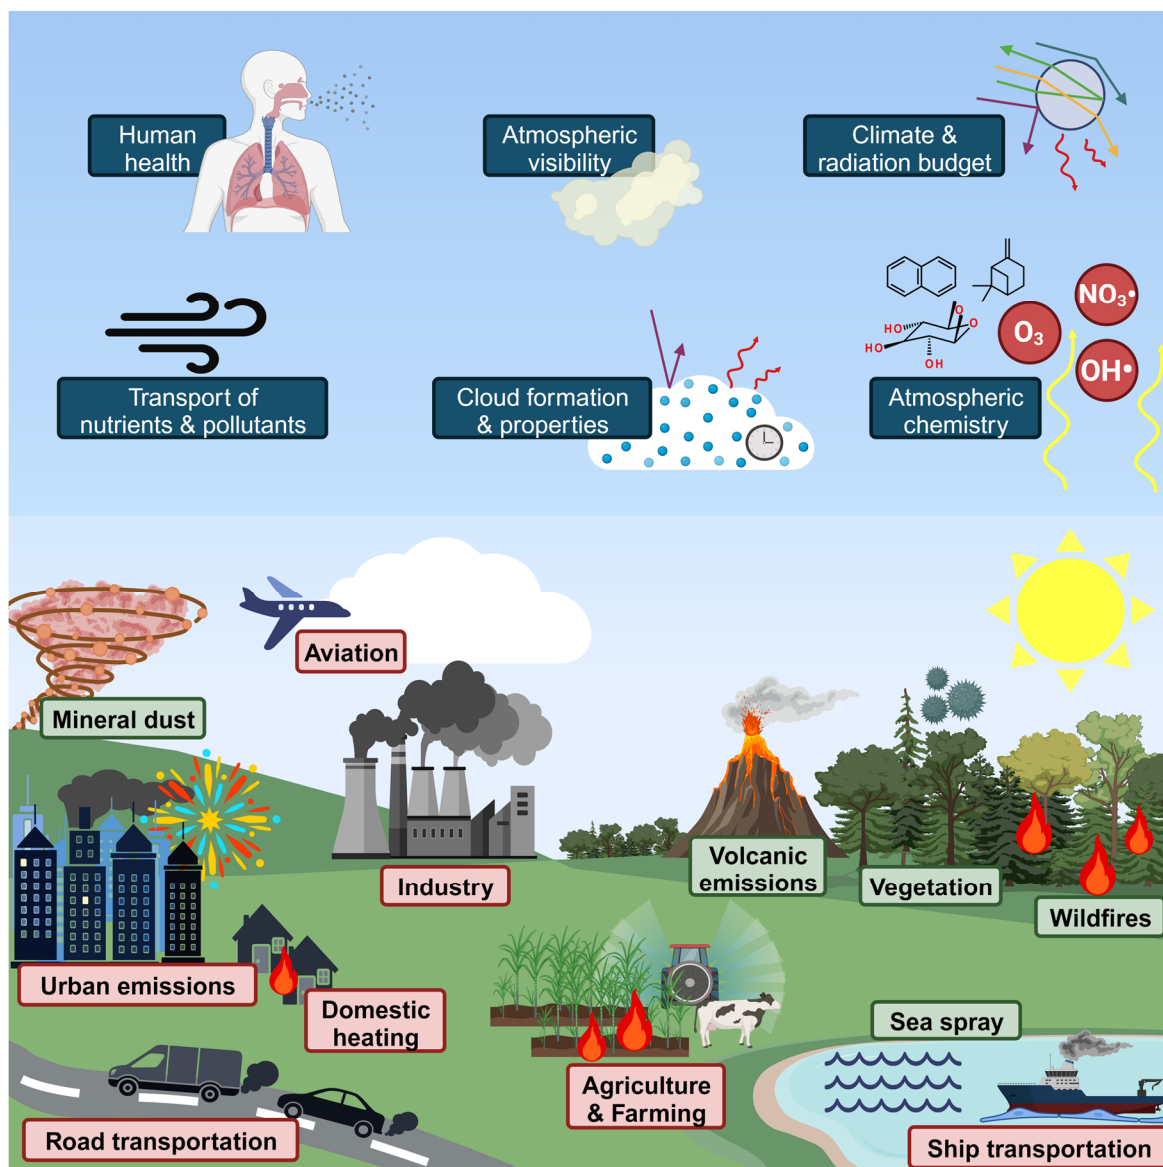 Human
health
Atmospheric
visibility
Climate &
radiation budget
Transport of
nutrients & pollutants
Cloud formation
& properties
HO
HO
OH
O
O
O₃
NO₃•
OH•
Atmospheric
chemistry
Aviation
Mineral dust
Industry
Volcanic
emissions
Vegetation
Wildfires
Urban emissions
Domestic
heating
Sea spray
Agriculture
& Farming
Road transportation
Ship transportation